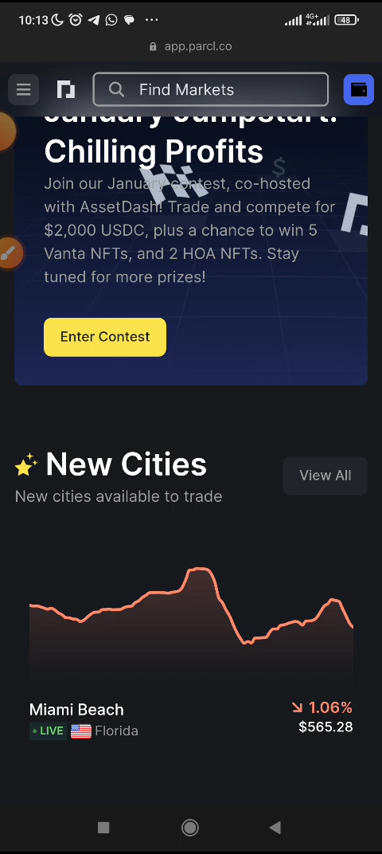 10:13
4G+
48
app.parcl.co
Find Markets
January Jumpstart:
Chilling Profits
Join our January contest, co-hosted
with AssetDash! Trade and compete for
$2,000 USDC, plus a chance to win 5
Vanta NFTs, and 2 HOA NFTs. Stay
tuned for more prizes!
Enter Contest
New Cities
View All
New cities available to trade
Miami Beach
1.06%
LIVE Florida
$565.28